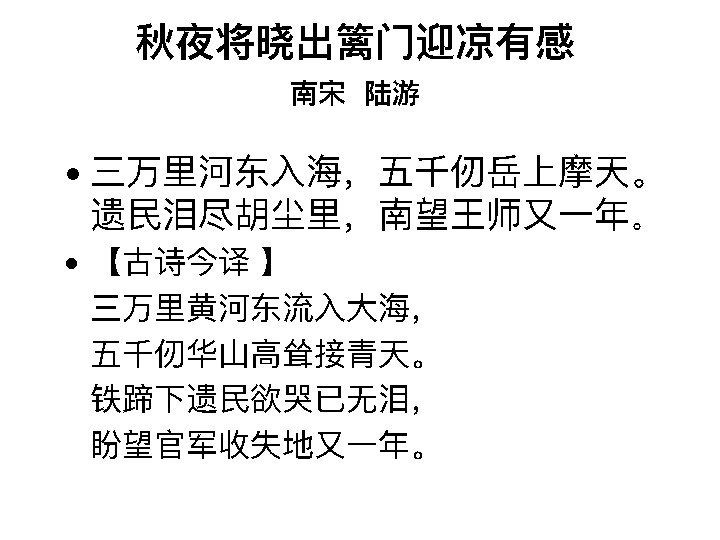 秋夜将晓出篱门迎凉有感
南宋 陆游
• 三万里河东入海，五千仞岳上摩天。
遗民泪尽胡尘里，南望王师又一年。
• 【古诗今译 】
三万里黄河东流入大海，
五千仞华山高耸接青天。
铁蹄下遗民欲哭已无泪，
盼望官军收失地又一年。